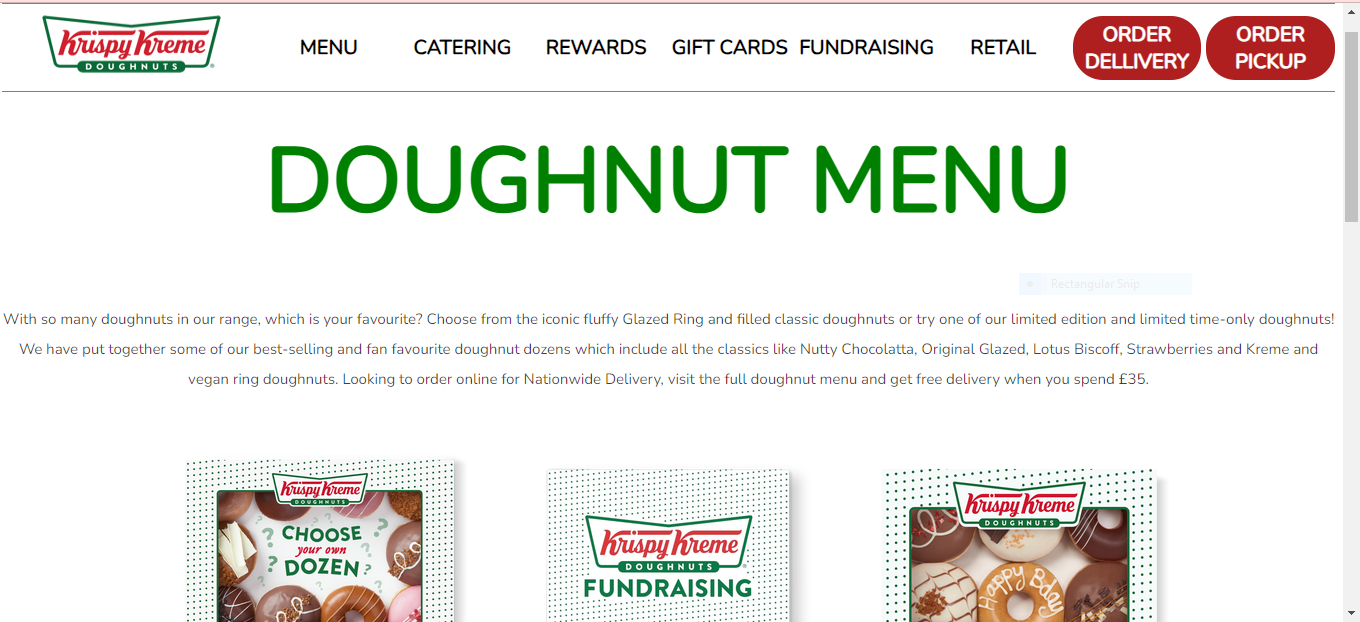 Krispy Kreme
DOUGHNUTS
MENU CATERING REWARDS GIFT CARDS FUNDRAISING RETAIL
ORDER DELLIVERY
ORDER PICKUP
DOUGHNUT MENU
Rectangular Snip
With so many doughnuts in our range, which is your favourite? Choose from the iconic fluffy Glazed Ring and filled classic doughnuts or try one of our limited edition and limited time-only doughnuts!
We have put together some of our best-selling and fan favourite doughnut dozens which include all the classics like Nutty Chocolatta, Original Glazed, Lotus Biscoff, Strawberries and Kreme and
vegan ring doughnuts. Looking to order online for Nationwide Delivery, visit the full doughnut menu and get free delivery when you spend £35.
Krispy Kreme
DOUGHNUTS
? CHOOSE ?
your own
? DOZEN ?
Krispy Kreme
DOUGHNUTS
FUNDRAISING
Krispy Kreme
DOUGHNUTS
Happy Bday